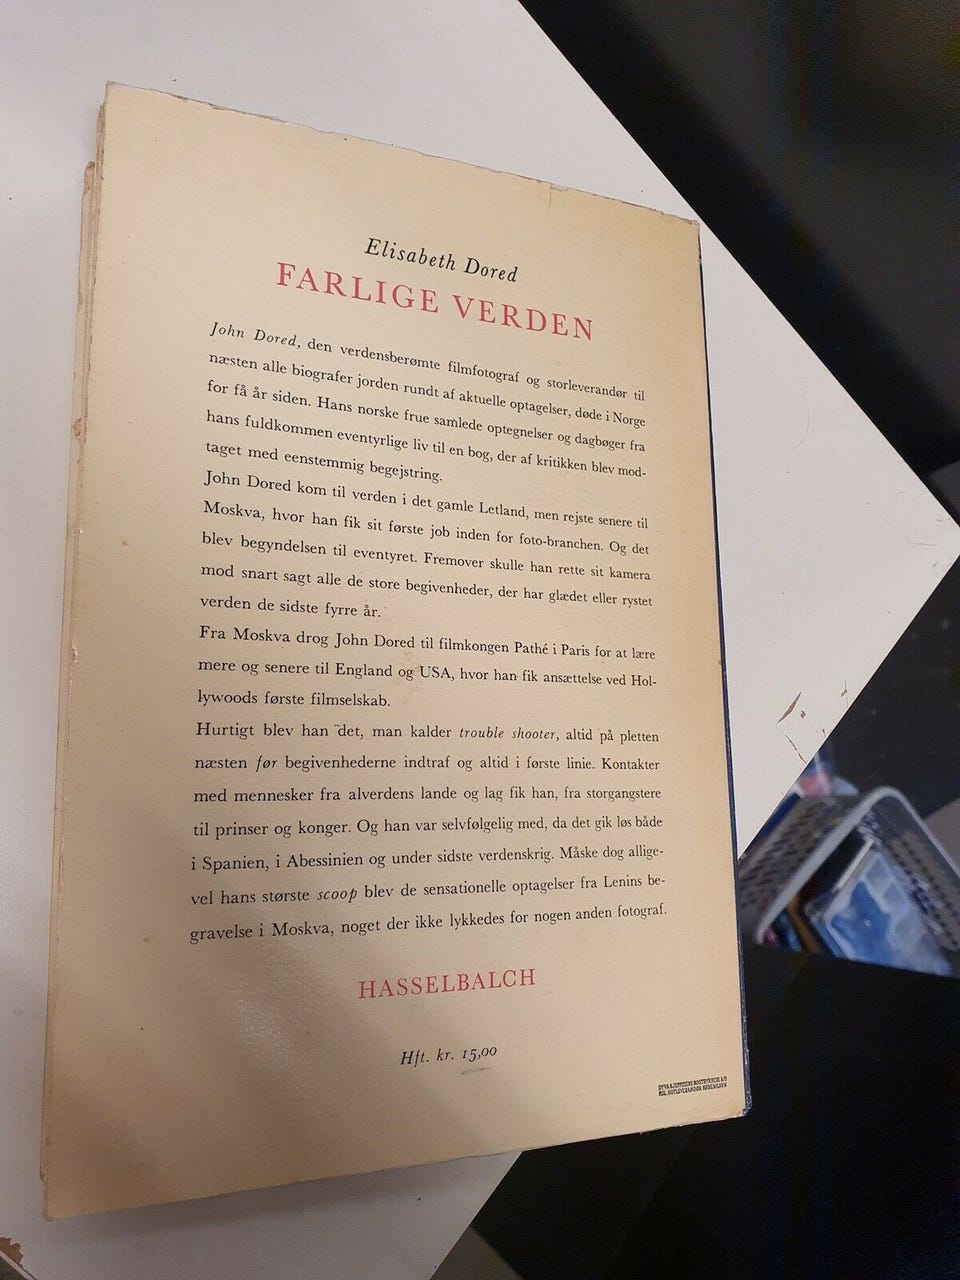 Elisabeth Dored
FARLIGE VERDEN
John Dored, den verdensberømte filmfotograf og storleverandør til
næsten alle biografer jorden rundt af aktuelle optagelser, døde i Norge
for få år siden. Hans norske frue samlede optegnelser og dagbøger fra
hans fuldkommen eventyrlige liv til en bog, der af kritikken blev mod-
taget med eenstemmig begejstring.
John Dored kom til verden i det gamle Letland, men rejste senere til
Moskva, hvor han fik sit første job inden for foto-branchen. Og det
blev begyndelsen til eventyret. Fremover skulle han rette sit kamera
mod snart sagt alle de store begivenheder, der har glædet eller rystet
verden de sidste fyrre år.
Fra Moskva drog John Dored til filmkongen Pathé i Paris for at lære
mere og senere til England og USA, hvor han fik ansættelse ved Hol-
lywoods første filmselskab.
Hurtigt blev han det, man kalder trouble shooter, altid på pletten
næsten før begivenhederne indtraf og altid i første linie. Kontakter
med mennesker fra alverdens lande og lag fik han, fra storgangstere
til prinser og konger. Og han var selvfølgelig med, da det gik løs både
i Spanien, i Abessinien og under sidste verdenskrig. Måske dog allige-
vel hans største scoop blev de sensationelle optagelser fra Lenins be-
gravelse i Moskva, noget der ikke lykkedes for nogen anden fotograf.
HASSELBALCH
Hft. kr. 15,00
DYVA & JEPPESENS BOGTRYKKERI A/S
KGL. HOFLEVERANDØR KØBENHAVN